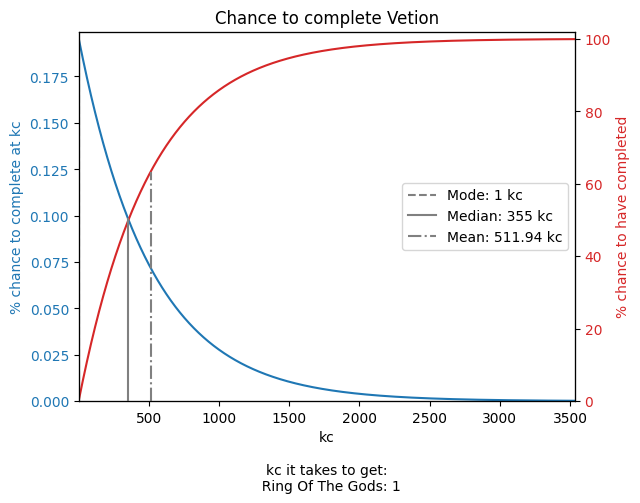 Chance to complete Vetion
% chance to complete at kc
0.175
0.150
0.125
0.100
0.075
0.050
0.025
0.000
100
80
60
40
20
0
% chance to have completed
Mode: 1 kc
Median: 355 kc
Mean: 511.94 kc
500 1000 1500 2000 2500 3000 3500
kc
kc it takes to get:
Ring Of The Gods: 1